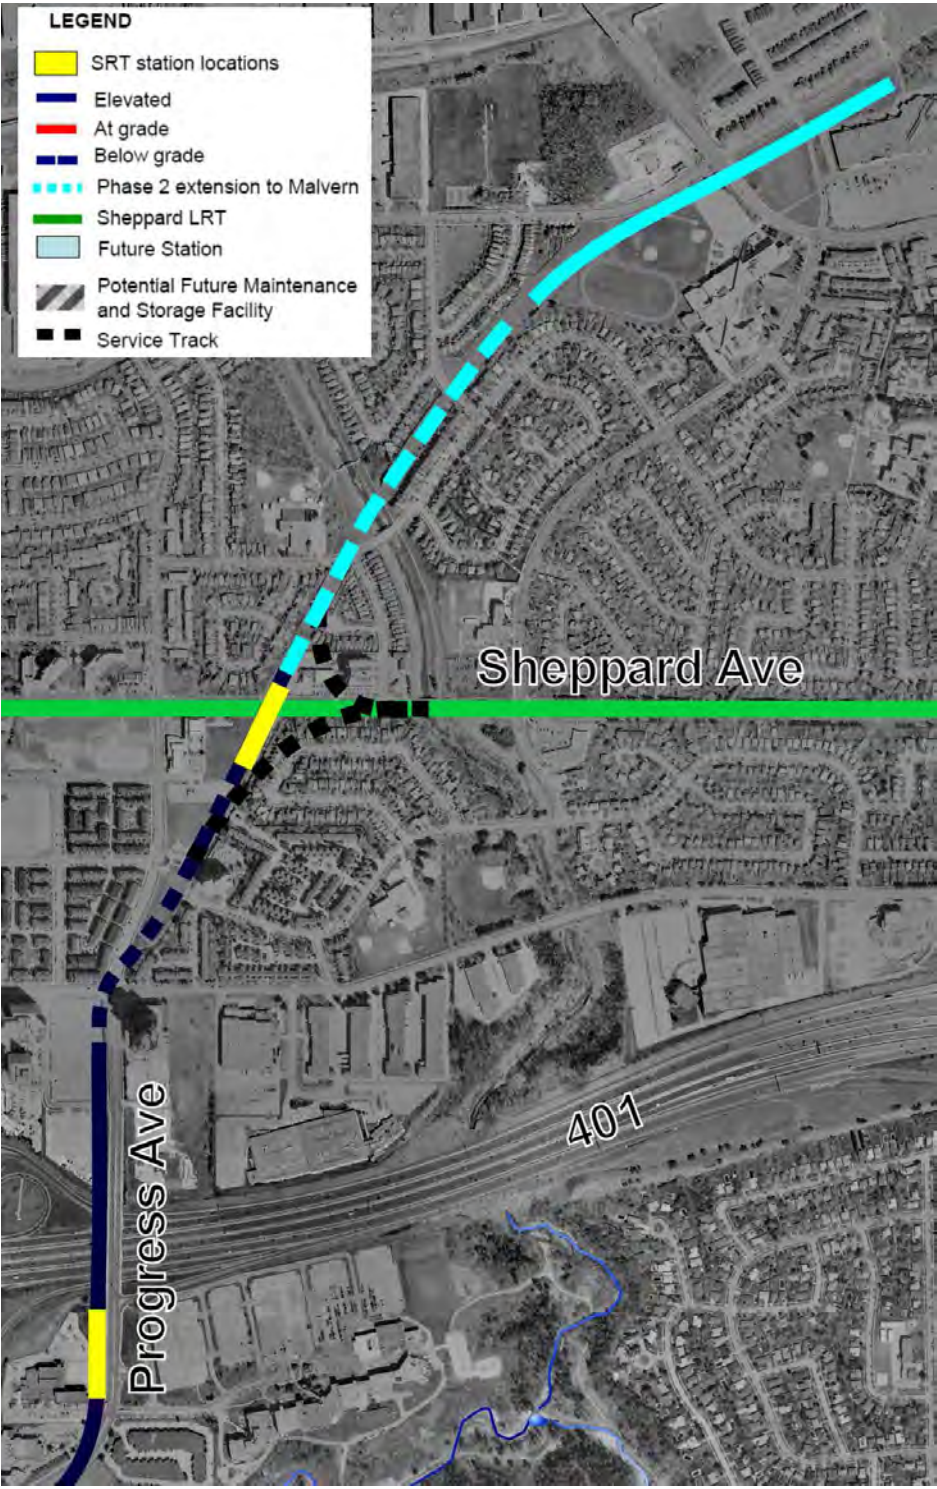 LEGEND
SRT station locations
Elevated
At grade
Below grade
Phase 2 extension to Malvern
Sheppard LRT
Future Station
Potential Future Maintenance
and Storage Facility
Service Track
Sheppard Ave
401
Progress Ave